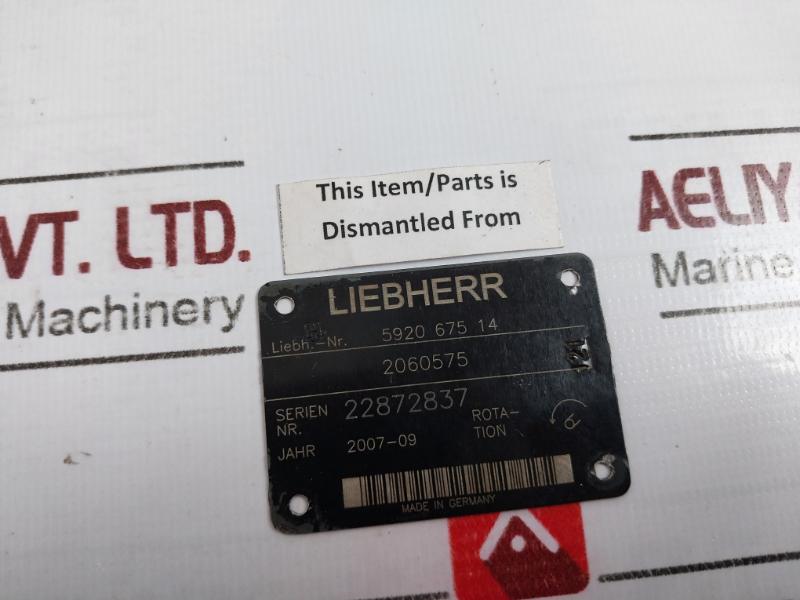 VT. LTD.
Machinery
AELIY
Marine
This Item/Parts is
Dismantled From
LIEBHERR
Liebh.-Nr. 5920 675 14
2060575
121
SERIEN NR. 22872837
ROTA-TION
JAHR 2007-09
MADE IN GERMANY